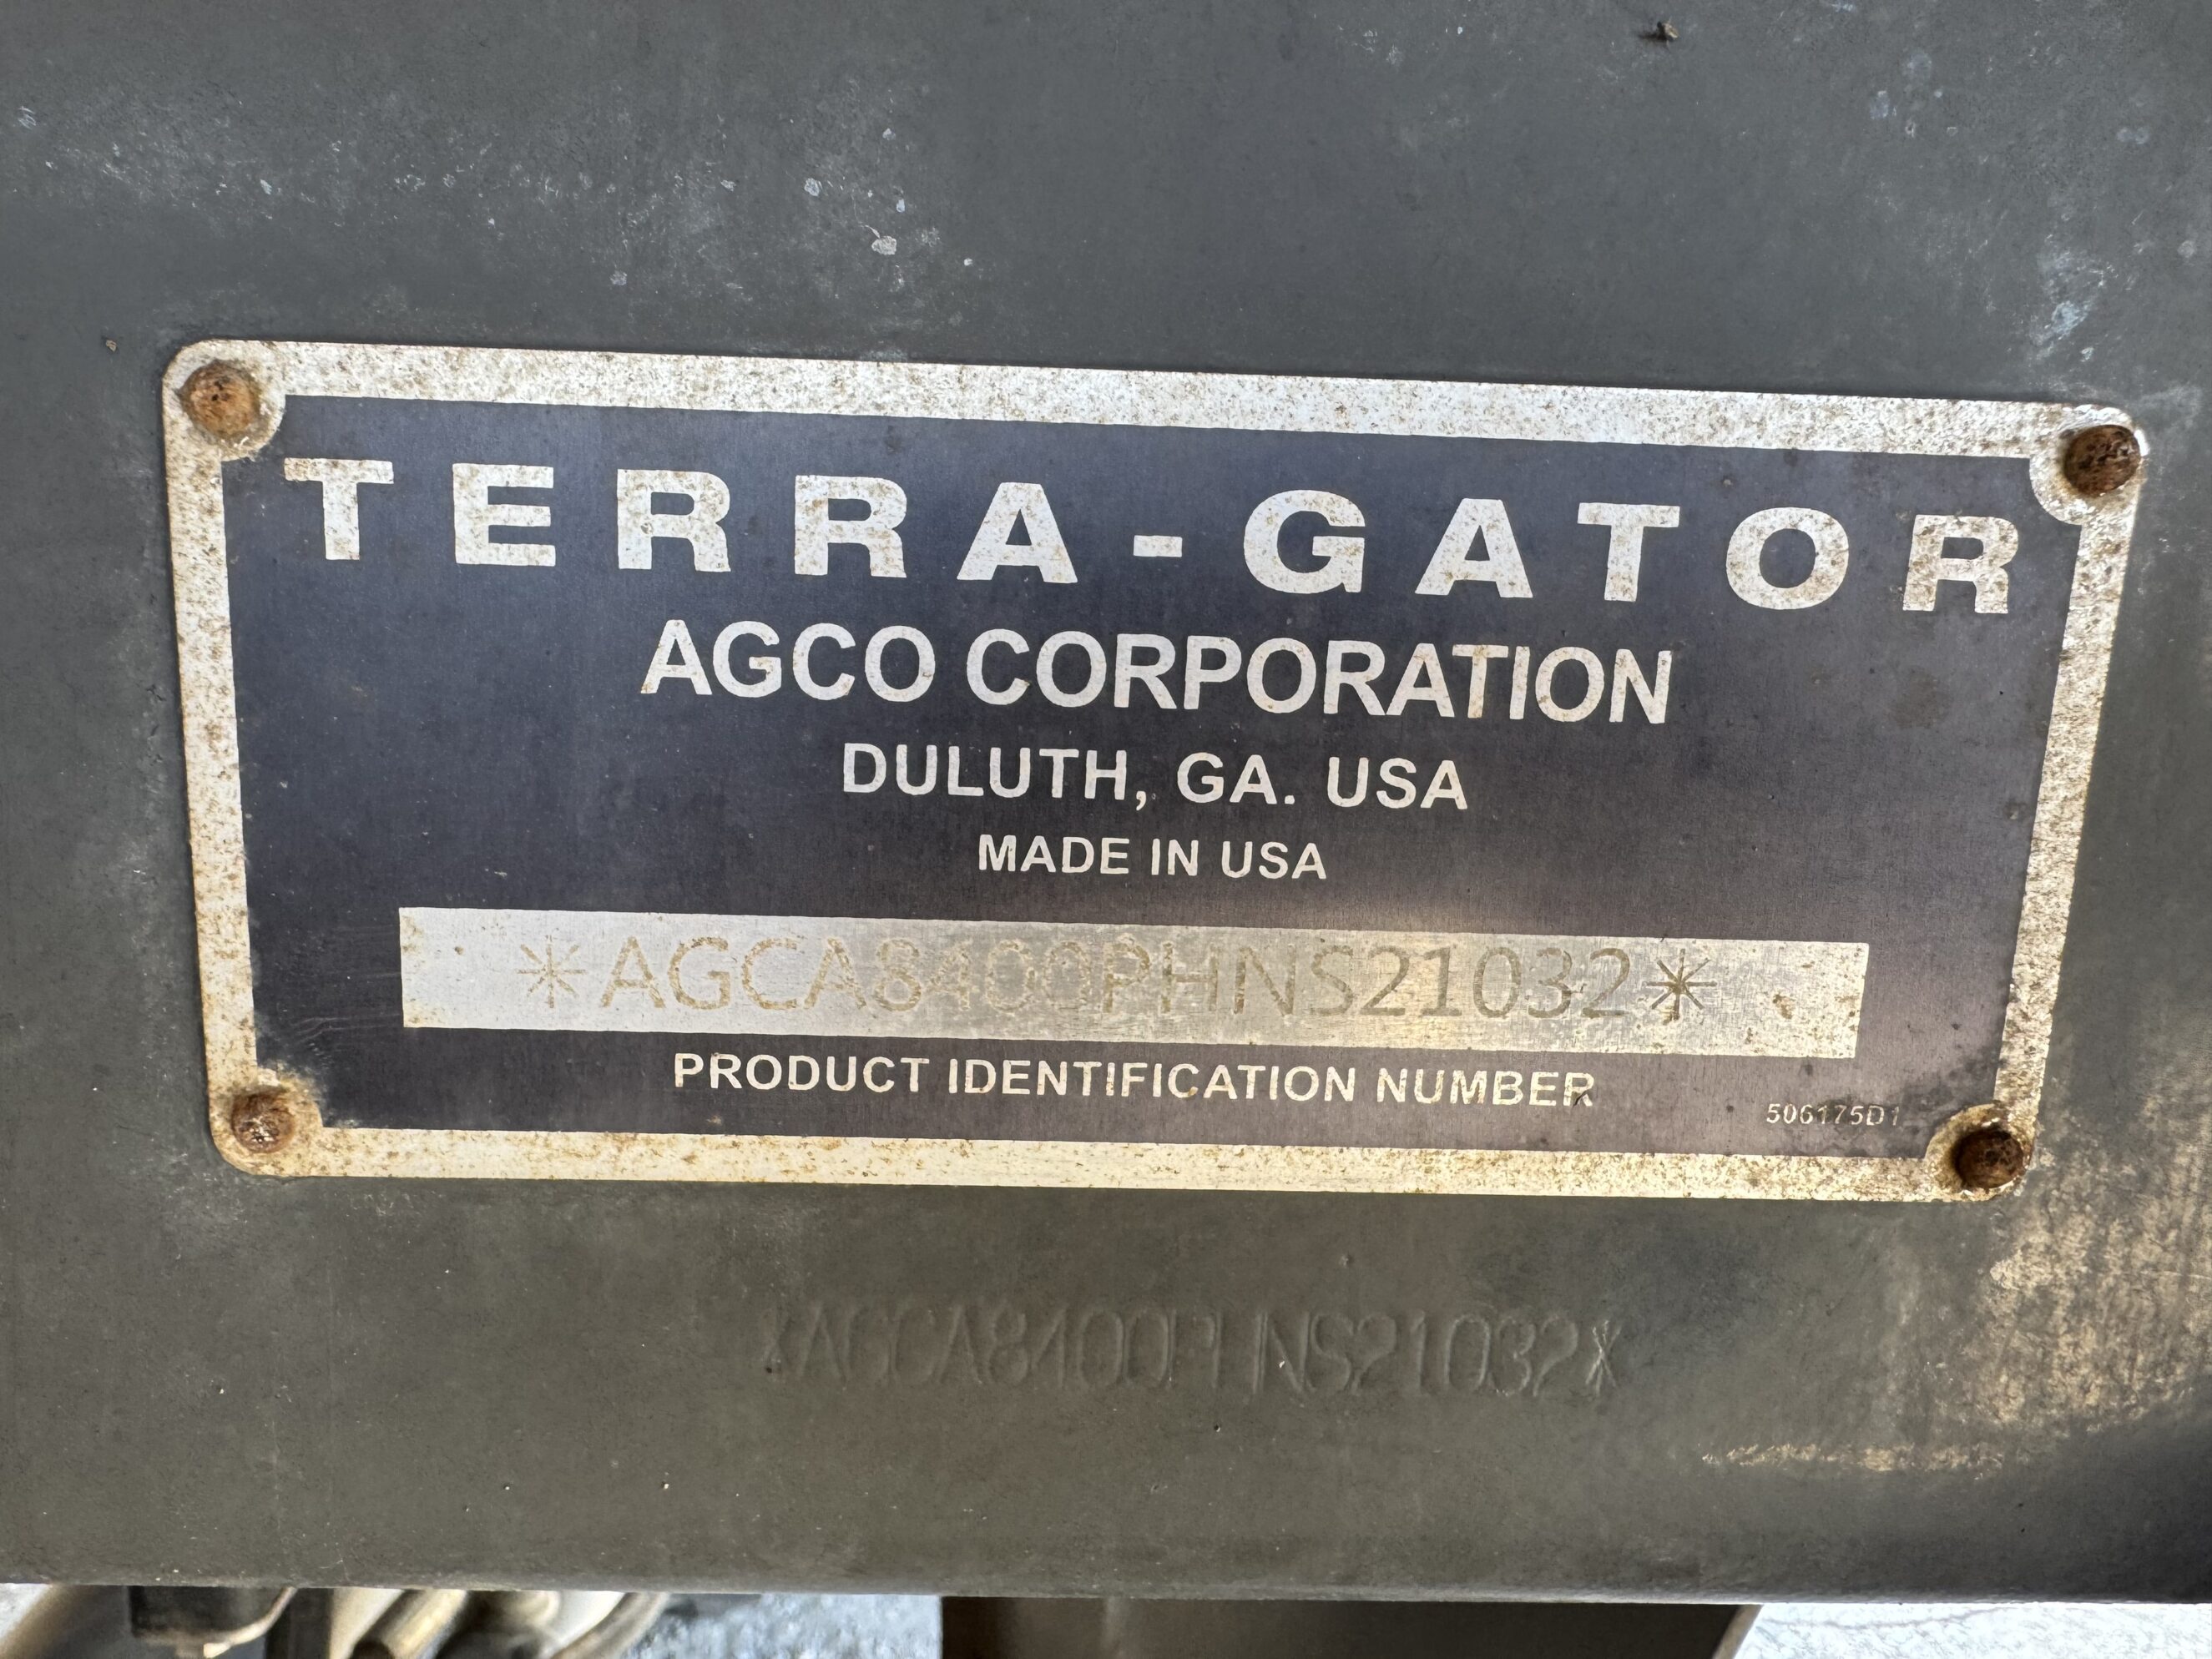 TERRA-GATOR
AGCO CORPORATION
DULUTH, GA. USA
MADE IN USA
*AGCA8400PHNS21032*
PRODUCT IDENTIFICATION NUMBER
506175D1
*AGCA8400PHNS21032*